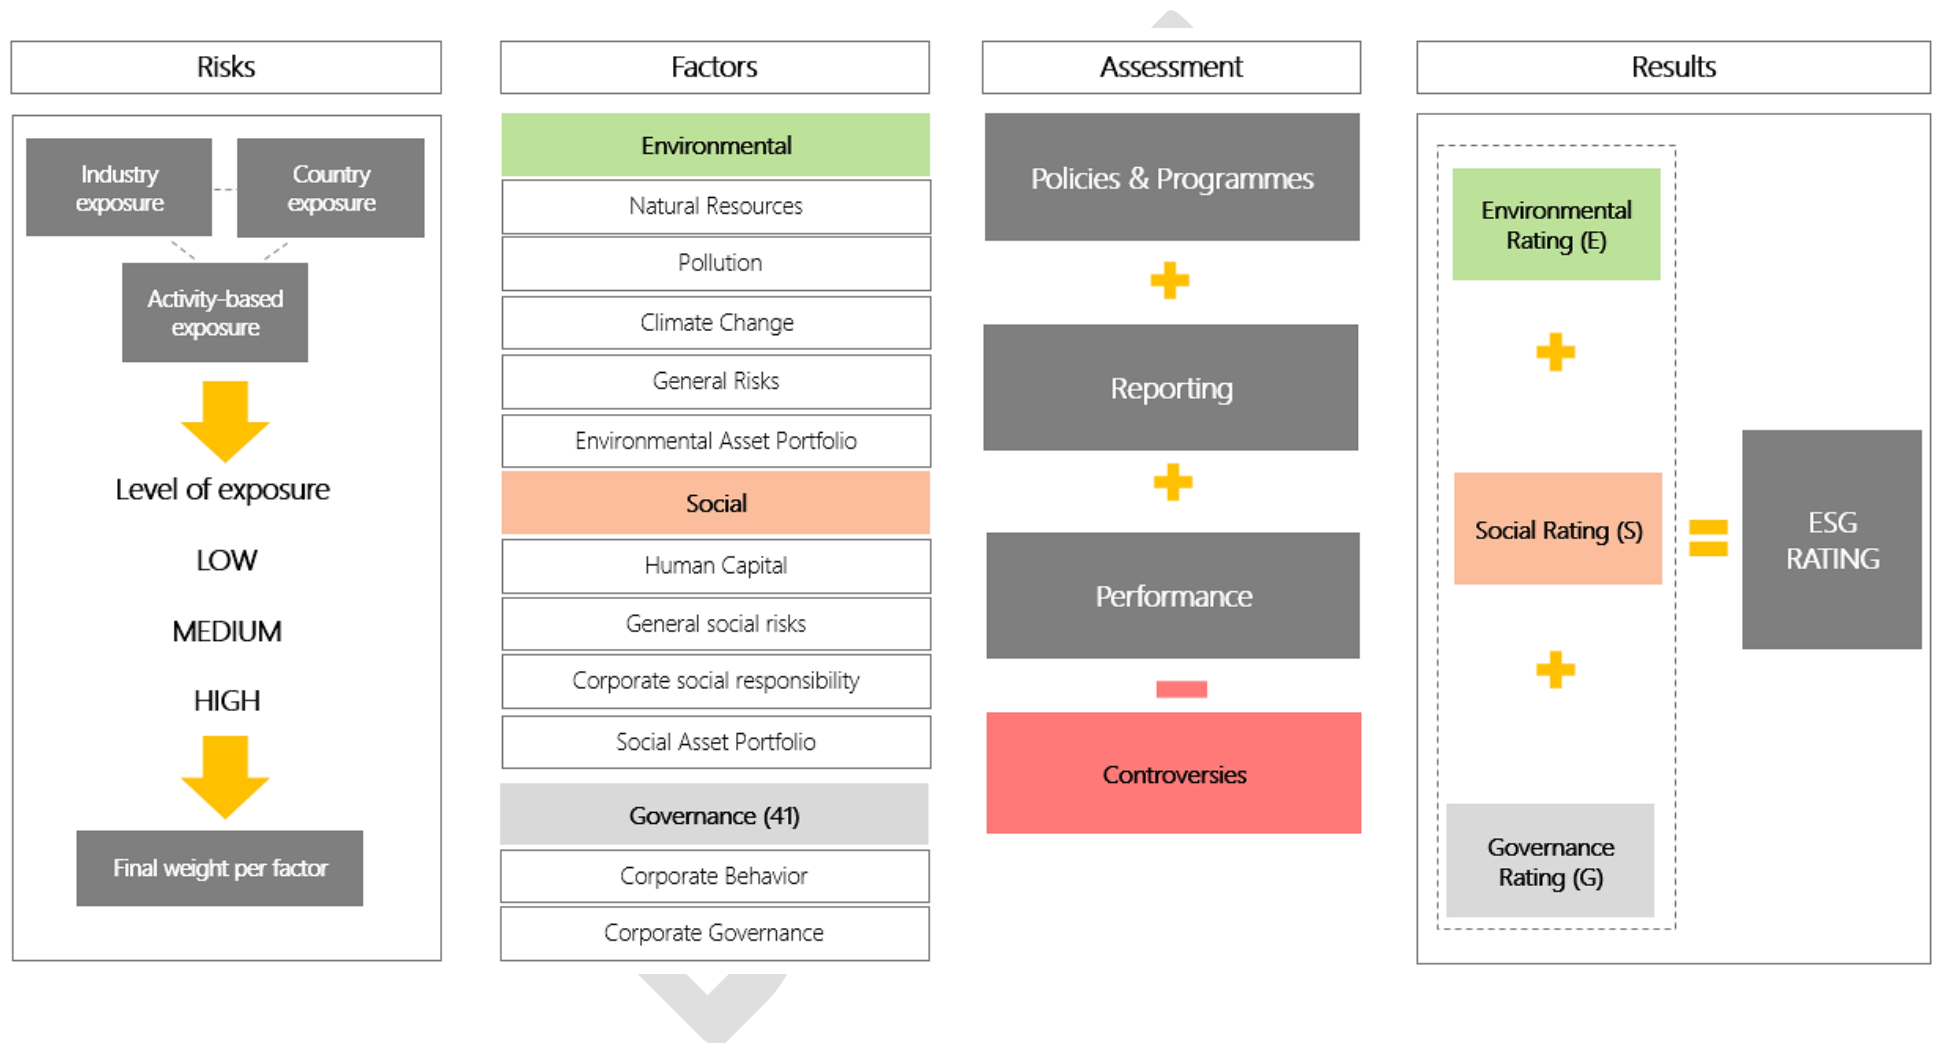 Risks
Industry
exposure
Country
exposure
Activity-based
exposure
Level of exposure
LOW
MEDIUM
HIGH
Final weight per factor
Factors
Environmental
Natural Resources
Pollution
Climate Change
General Risks
Environmental Asset Portfolio
Social
Human Capital
General social risks
Corporate social responsibility
Social Asset Portfolio
Governance (41)
Corporate Behavior
Corporate Governance
Assessment
Policies & Programmes
Reporting
Performance
Controversies
Results
Environmental
Rating (E)
Social Rating (S)
Governance
Rating (G)
ESG
RATING